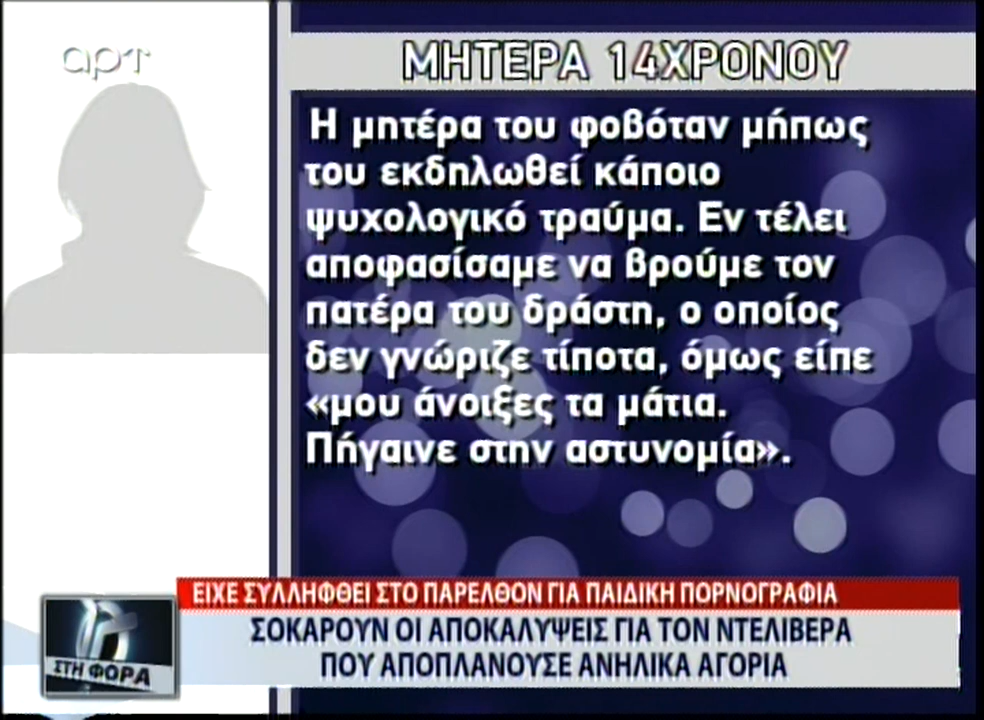 αρτ
ΜΗΤΕΡΑ 14ΧΡΟΝΟΥ
Η μητέρα του φοβόταν μήπως
του εκδηλωθεί κάποιο
ψυχολογικό τραύμα. Εν τέλει
αποφασίσαμε να βρούμε τον
πατέρα του δράστη, ο οποίος
δεν γνώριζε τίποτα, όμως είπε
«μου άνοιξες τα μάτια.
Πήγαινε στην αστυνομία».
ΕΙΧΕ ΣΥΛΛΗΦΘΕΙ ΣΤΟ ΠΑΡΕΛΘΟΝ ΓΙΑ ΠΑΙΔΙΚΗ ΠΟΡΝΟΓΡΑΦΙΑ
ΣΟΚΑΡΟΥΝ ΟΙ ΑΠΟΚΑΛΥΨΕΙΣ ΓΙΑ ΤΟΝ ΝΤΕΛΙΒΕΡΑ
ΠΟΥ ΑΠΟΠΛΑΝΟΥΣΕ ΑΝΗΛΙΚΑ ΑΓΟΡΙΑ
ΣΤΗ ΦΟΡΑ